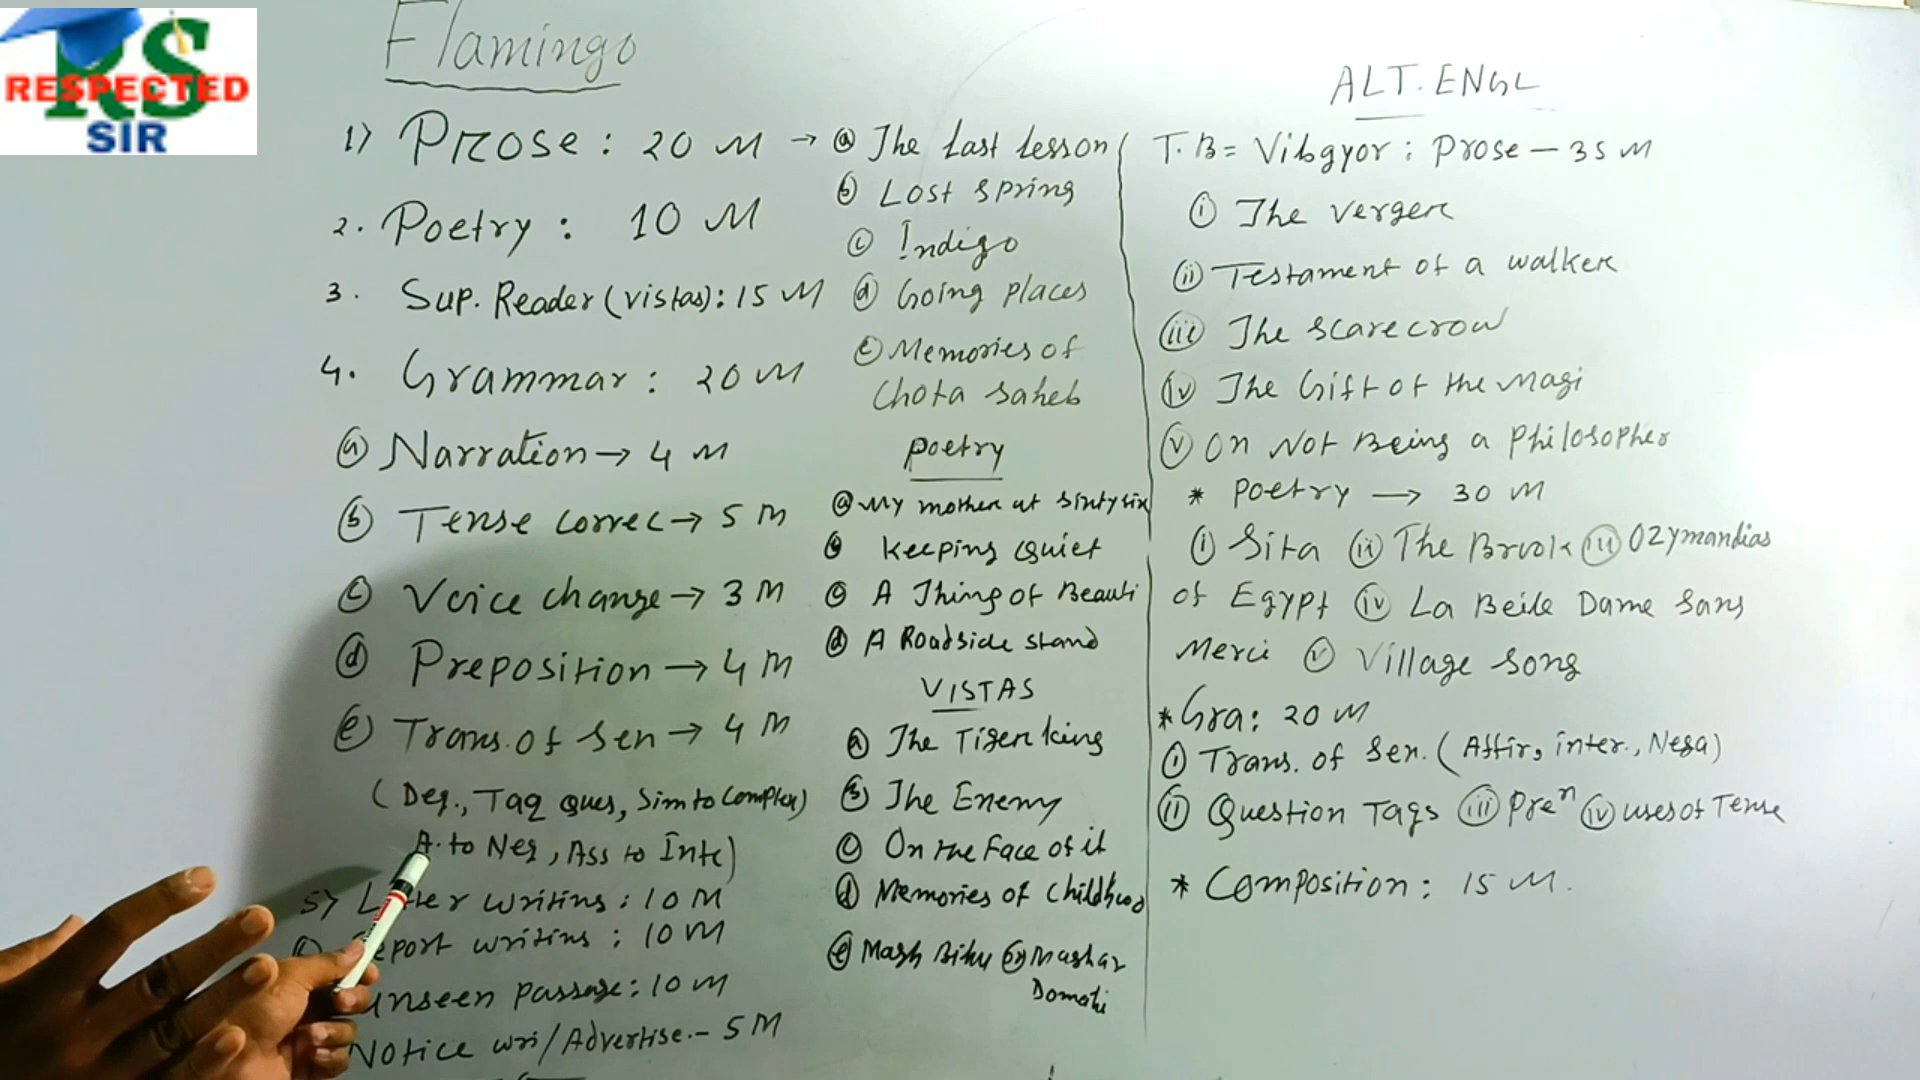 RS
RESPECTED
SIR
Flamingo
1) Prose : 20 M →
2. Poetry : 10 M
3. Sup. Reader (vistas) : 15 M
4. Grammar : 20 M
(a) Narration → 4 M
(b) Tense correc → 5 M
(c) Voice change → 3 M
(d) Preposition → 4 M
(e) Trans. of Sen → 4 M
(Deg., Taq Ques, Sim to Complex)
A. to Neg, Ass to Inte)
5) Letter writing : 10 M
eport writing : 10 M
unseen passage : 10 M
Notice wri/Advertise.- 5 M
(a) The Last Lesson
(b) Lost spring
(c) Indigo
(d) Going places
(e) Memories of
Chota Saheb
Poetry
(a) My mother at sixty six
(b) Keeping Quiet
(c) A Thing of Beauti
(d) A Roadside stand
VISTAS
(a) The Tiger king
(b) The Enemy
(c) On the Face of it
(d) Memories of Childhood
(e) Magh Bihu or Maghar
Domahi
ALT. ENGL
T.B = Vibgyor : Prose - 35 M
(i) The Verger
(ii) Testament of a walker
(iii) The scarecrow
(iv) The Gift of the Magi
(v) On Not Being a Philosopher
* Poetry → 30 M
(i) Sita (ii) The Brook (iii) Ozymandias
of Egypt (iv) La Belle Dame Sans
Merci (v) Village song
* Gra : 20 M
(i) Trans. of Sen. (Affir, inter., Nega)
(ii) Question Tags (iii) Preⁿ (iv) uses of Tense
* Composition : 15 M.